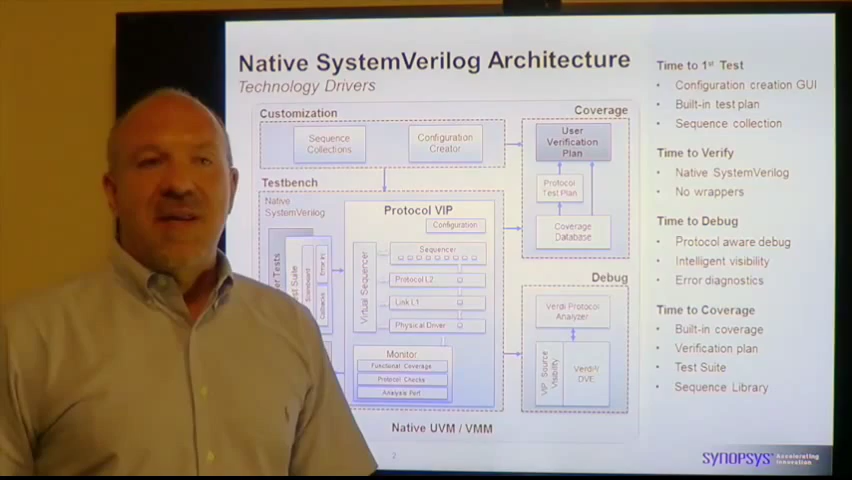 Native SystemVerilog Architecture
Technology Drivers
Customization
Sequence
Collections
Configuration
Creator
Coverage
User
Verification
Plan
Protocol
Test Plan
Coverage
Database
Testbench
Native
SystemVerilog
Protocol VIP
Configuration
Virtual Sequencer
Sequencer
Protocol L2
Link L1
Physical Driver
Monitor
Functional Coverage
Protocol Checks
Analysis Port
Debug
Verdi Protocol
Analyzer
VIP Source
Visibility
Verdi/
DVE
Native UVM / VMM
Time to 1st Test
• Configuration creation GUI
• Built-in test plan
• Sequence collection
Time to Verify
• Native SystemVerilog
• No wrappers
Time to Debug
• Protocol aware debug
• Intelligent visibility
• Error diagnostics
Time to Coverage
• Built-in coverage
• Verification plan
• Test Suite
• Sequence Library
2
SYNOPSYS
Accelerating
Innovation